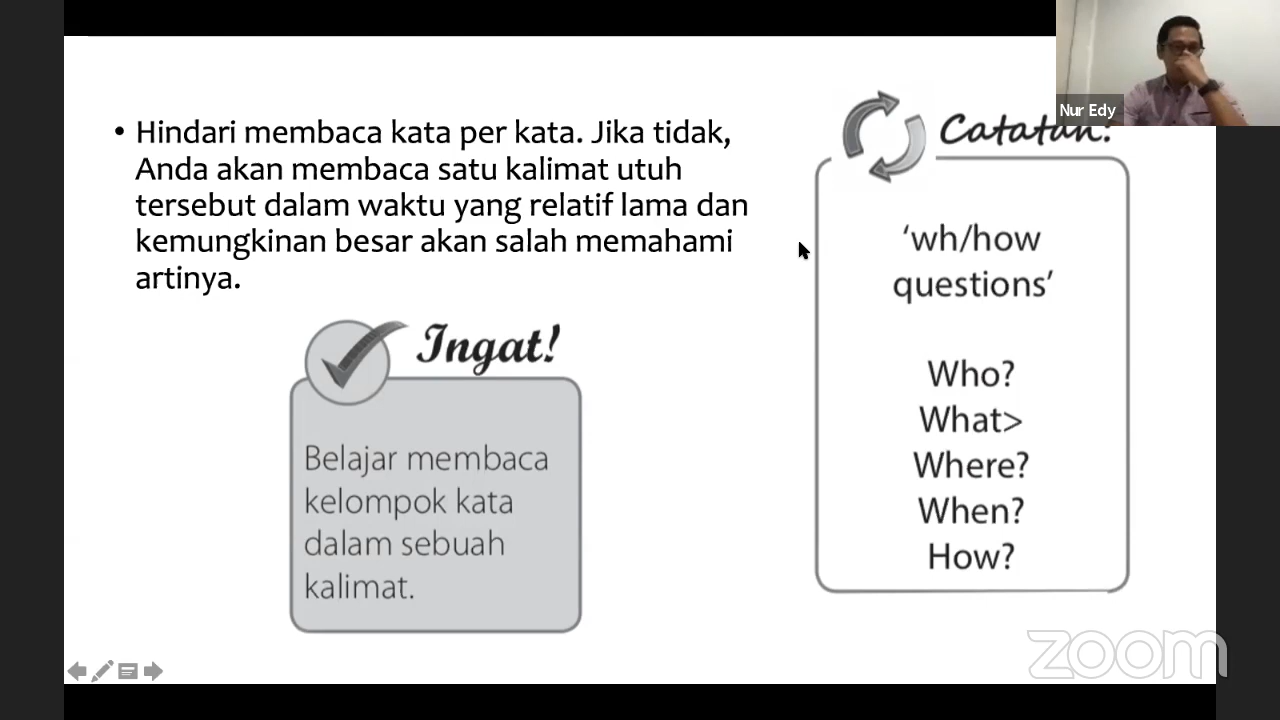 • Hindari membaca kata per kata. Jika tidak,
Anda akan membaca satu kalimat utuh
tersebut dalam waktu yang relatif lama dan
kemungkinan besar akan salah memahami
artinya.
Ingat!
Belajar membaca
kelompok kata
dalam sebuah
kalimat.
Nur Edy
Catatan!
‘wh/how
questions’
Who?
What>
Where?
When?
How?
zoom